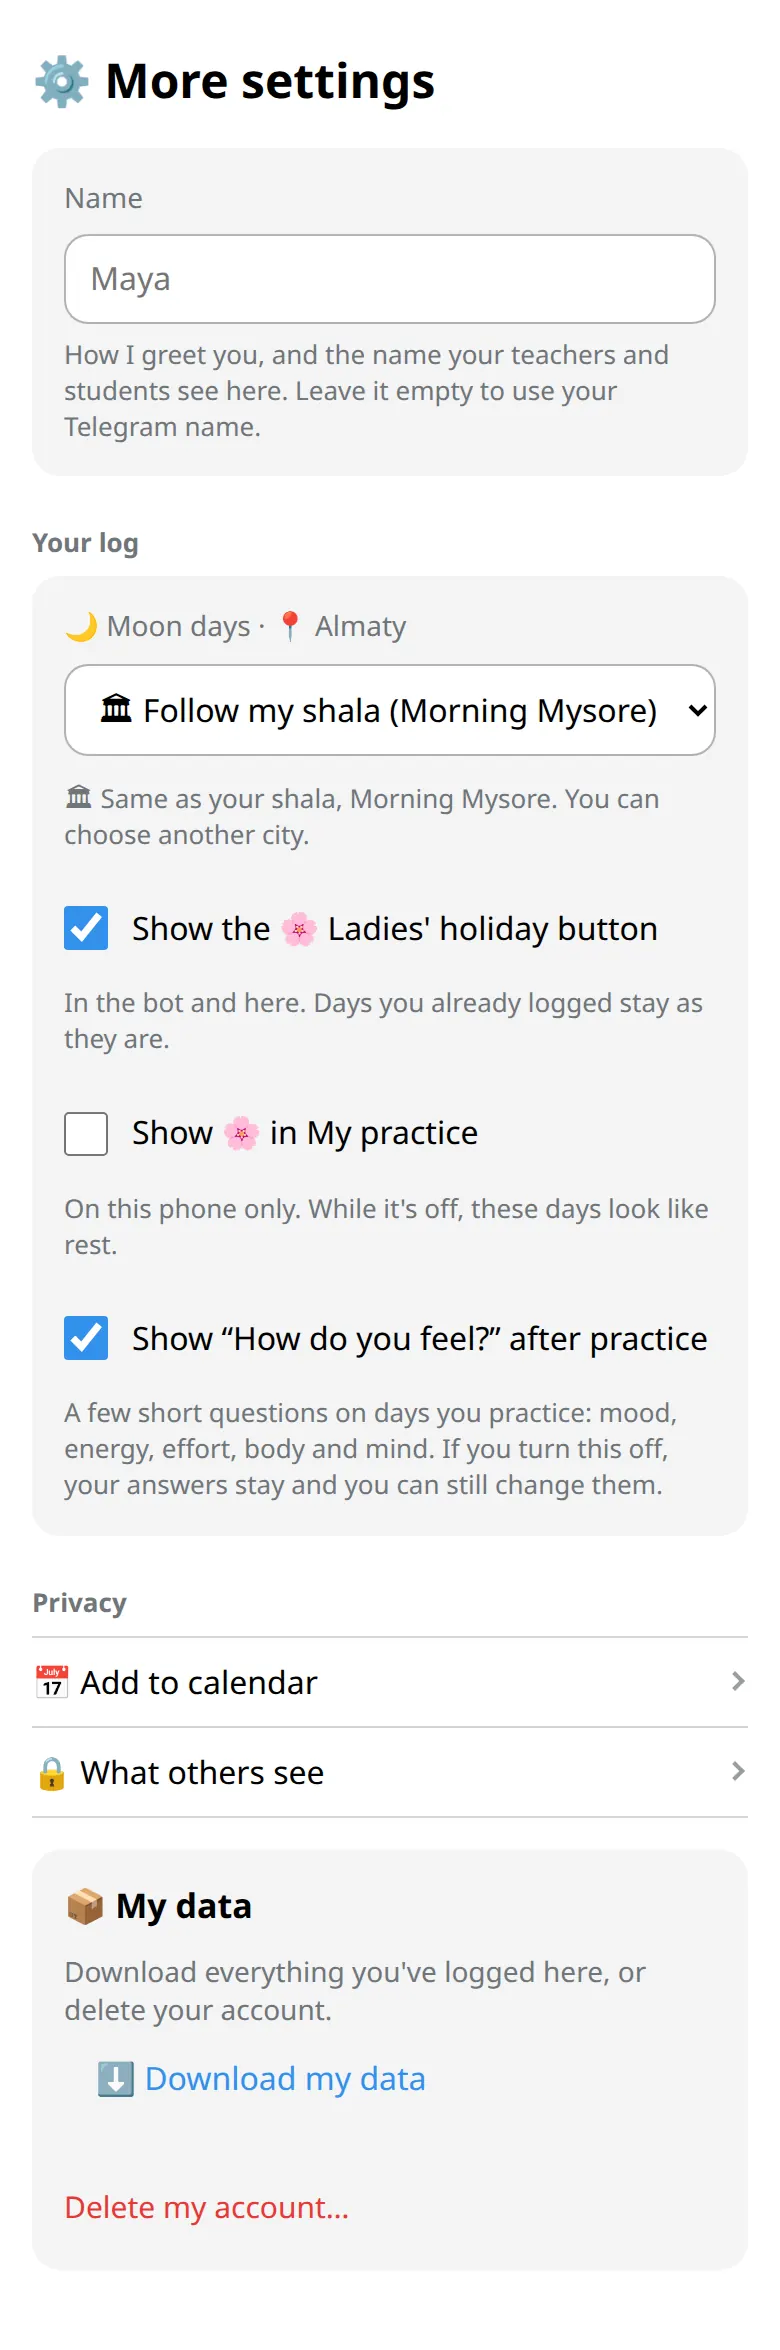 ⚙️ More settings
Name
Maya
How I greet you, and the name your teachers and
students see here. Leave it empty to use your
Telegram name.
Your log
🌙 Moon days · 📍 Almaty
🏛 Follow my shala (Morning Mysore)
🏛 Same as your shala, Morning Mysore. You can
choose another city.
Show the 🌸 Ladies' holiday button
In the bot and here. Days you already logged stay as
they are.
Show 🌸 in My practice
On this phone only. While it's off, these days look like
rest.
Show “How do you feel?” after practice
A few short questions on days you practice: mood,
energy, effort, body and mind. If you turn this off,
your answers stay and you can still change them.
Privacy
📅 Add to calendar
🔒 What others see
📦 My data
Download everything you've logged here, or
delete your account.
⬇️ Download my data
Delete my account...